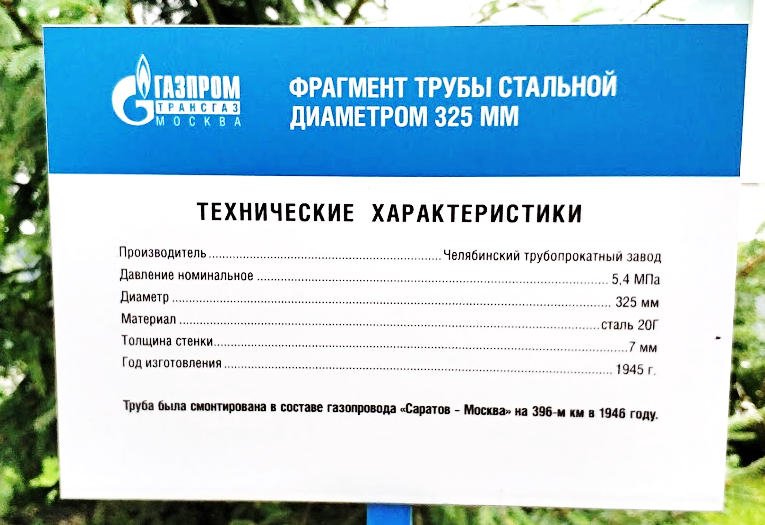 ГАЗПРОМ
ТРАНСГАЗ
МОСКВА
ФРАГМЕНТ ТРУБЫ СТАЛЬНОЙ
ДИАМЕТРОМ 325 ММ
ТЕХНИЧЕСКИЕ ХАРАКТЕРИСТИКИ
Производитель........................................Челябинский трубопрокатный завод
Давление номинальное........................................5,4 МПа
Диаметр........................................325 мм
Материал........................................сталь 20Г
Толщина стенки........................................7 мм
Год изготовления........................................1945 г.
Труба была смонтирована в составе газопровода «Саратов - Москва» на 396-м км в 1946 году.